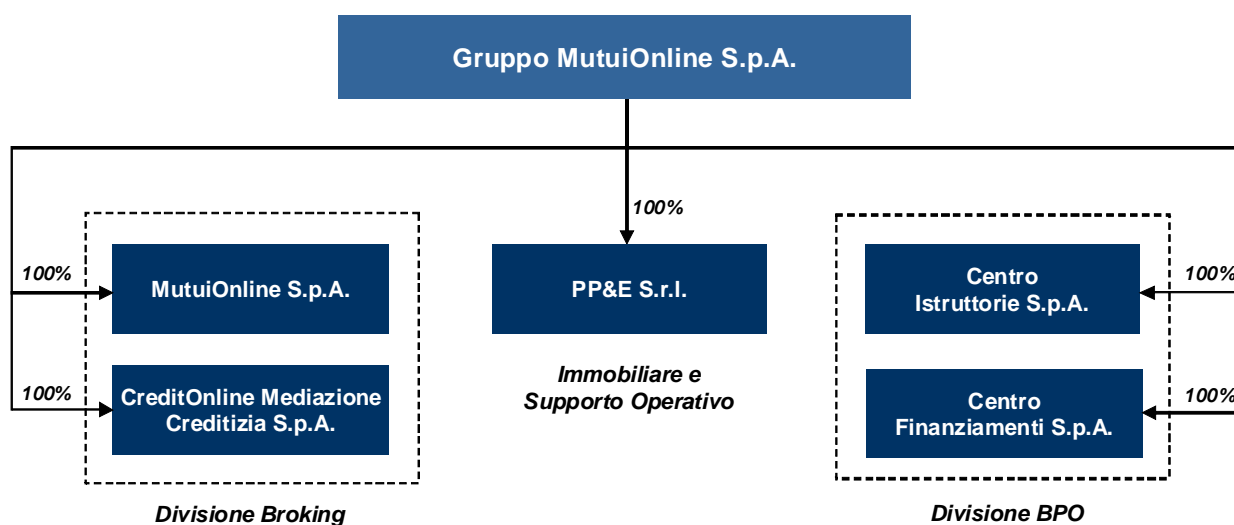 Gruppo MutuiOnline S.p.A.
100%
100%
MutuiOnline S.p.A.
PP&E S.r.l.
Centro
Istruttorie S.p.A.
100%
100%
CreditOnline Mediazione
Creditizia S.p.A.
Immobiliare e
Supporto Operativo
Centro
Finanziamenti S.p.A.
100%
Divisione Broking
Divisione BPO